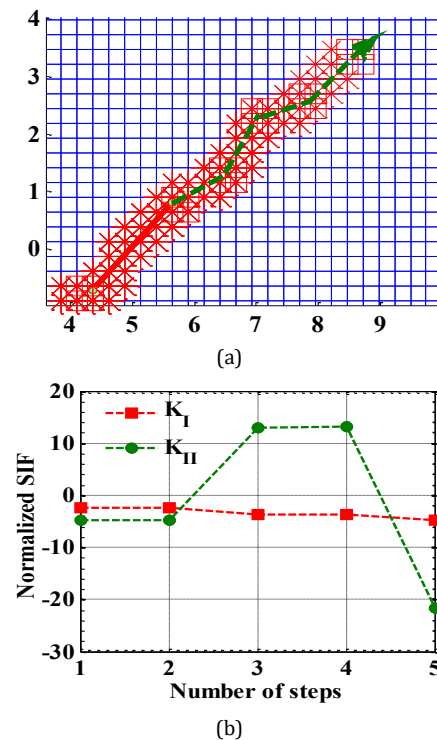 4
3
2
1
0
4 5 6 7 8 9
(a)
20
10
0
-10
-20
-30
K_I
K_II
Normalized SIF
1 2 3 4 5
Number of steps
(b)